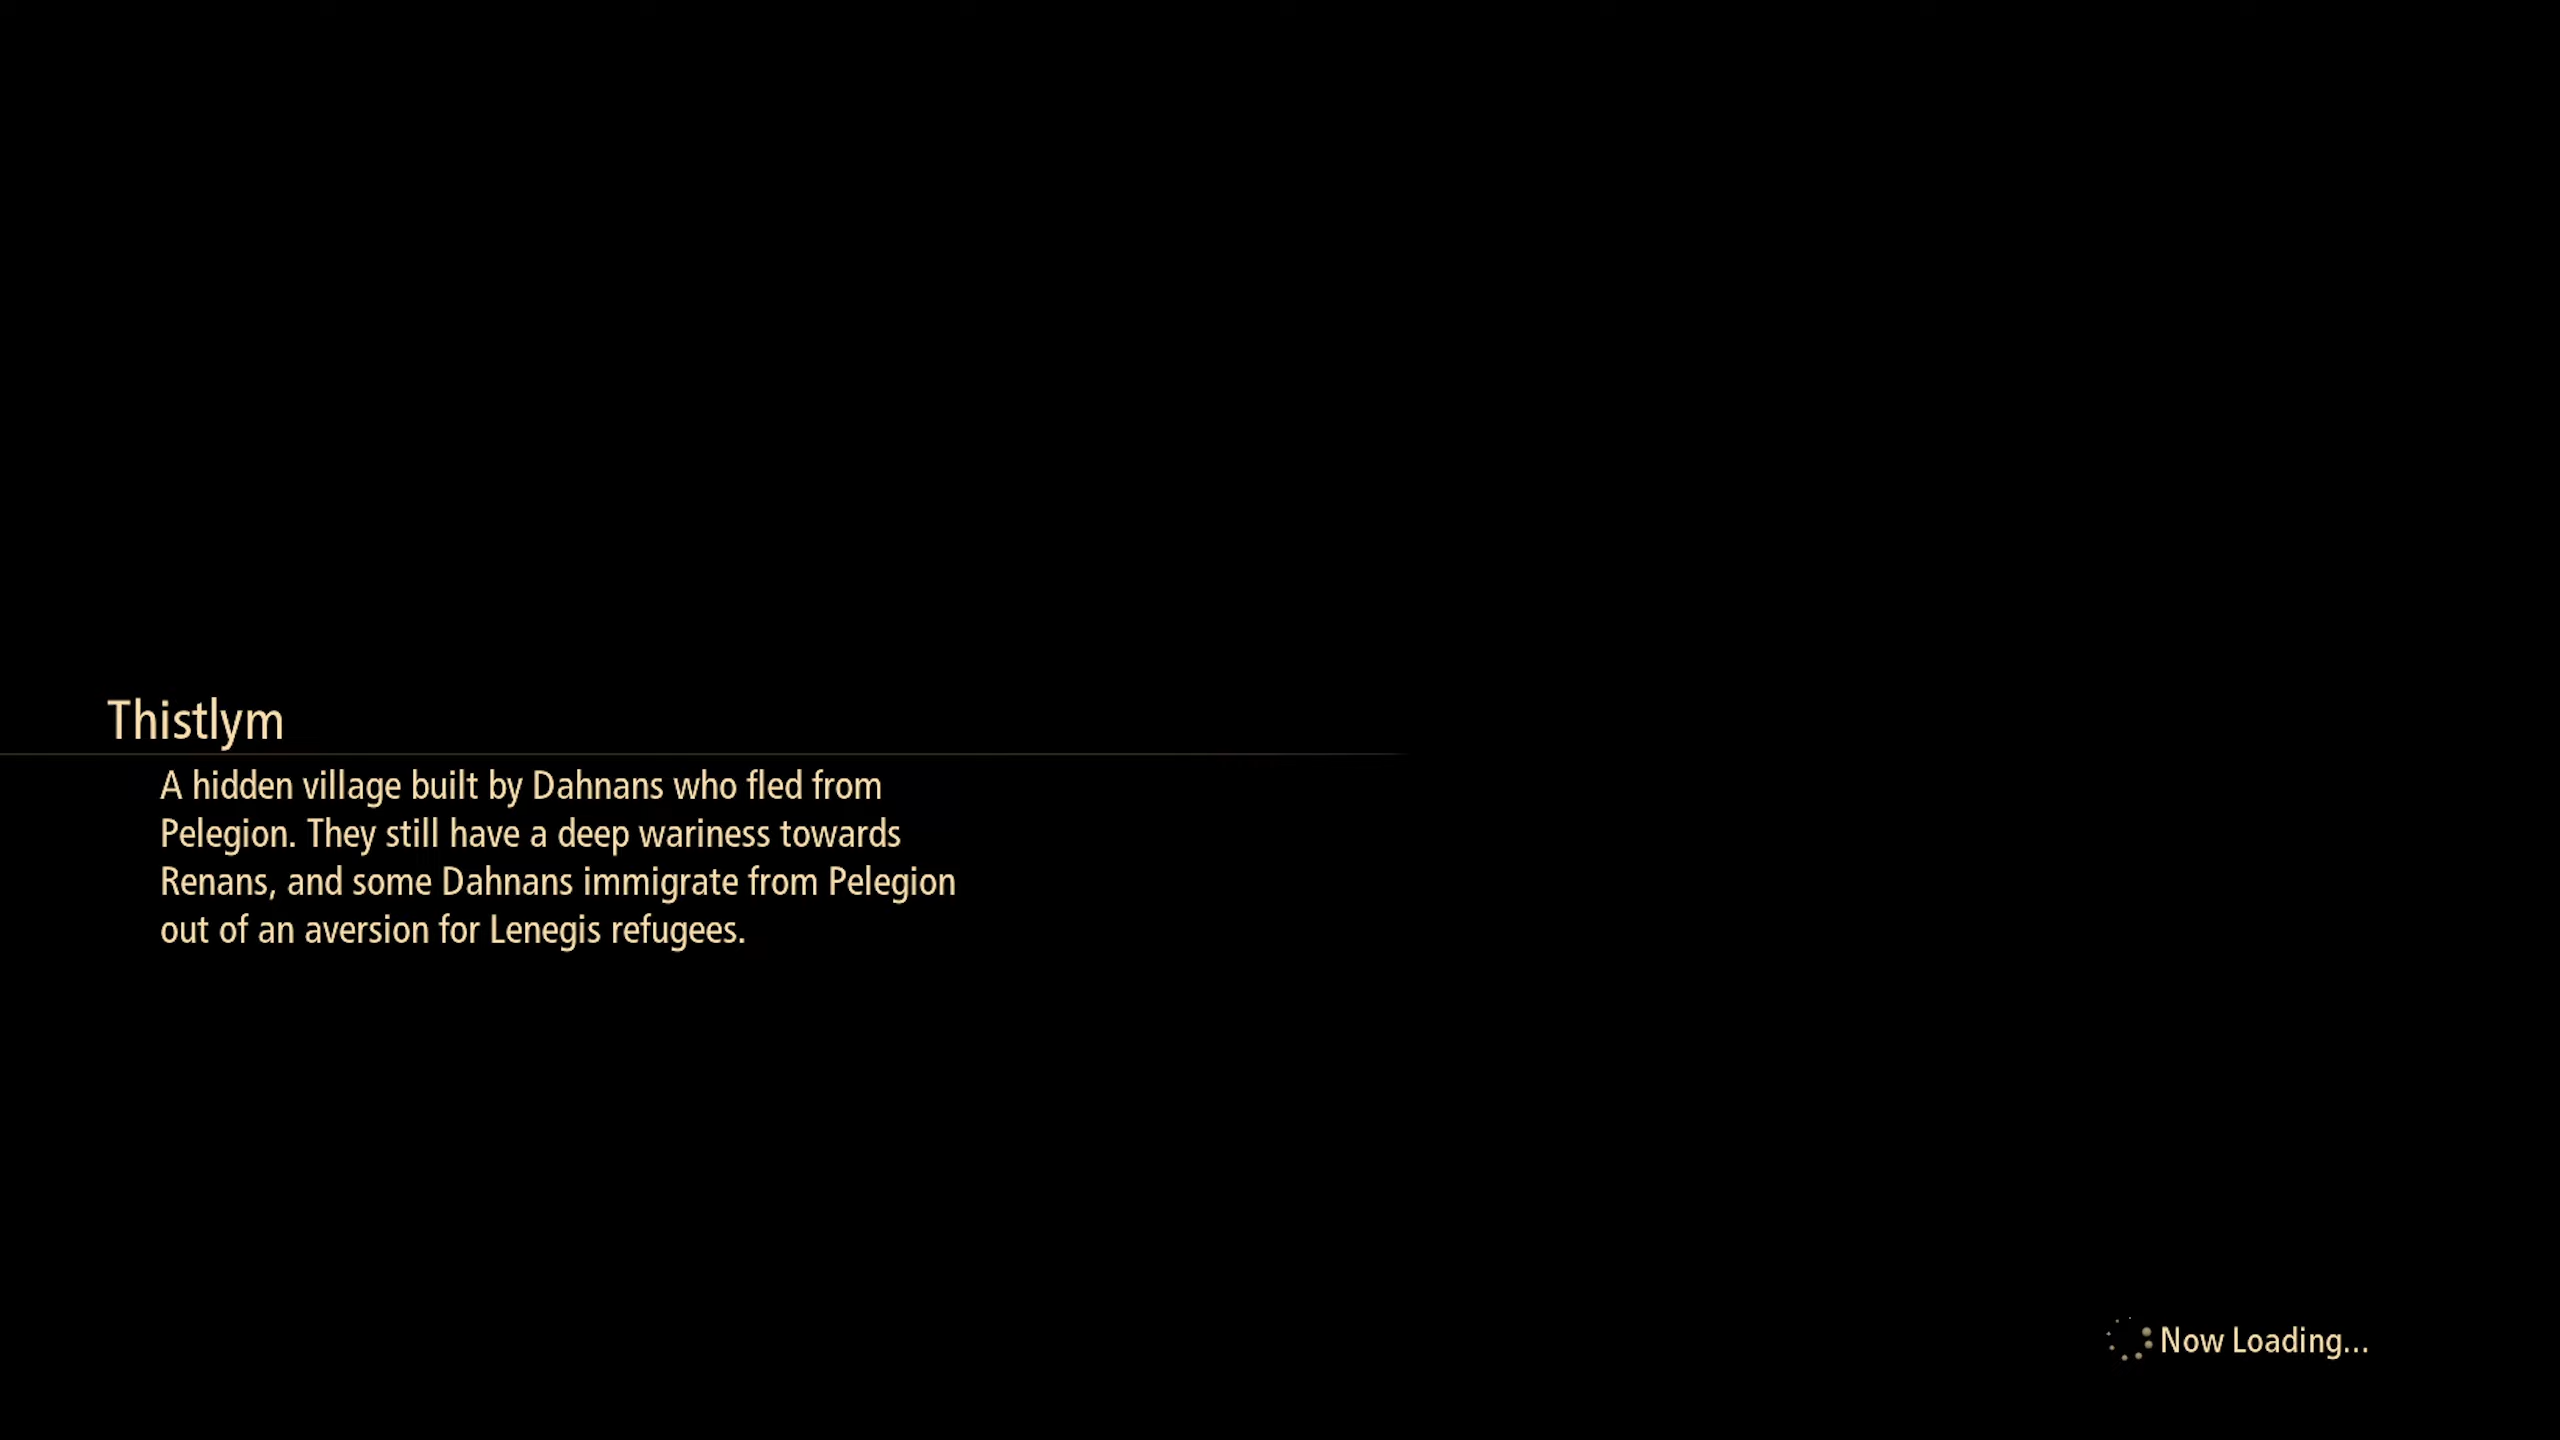 Thistlym
A hidden village built by Dahnans who fled from
Pelegion. They still have a deep wariness towards
Renans, and some Dahnans immigrate from Pelegion
out of an aversion for Lenegis refugees.
Now Loading...